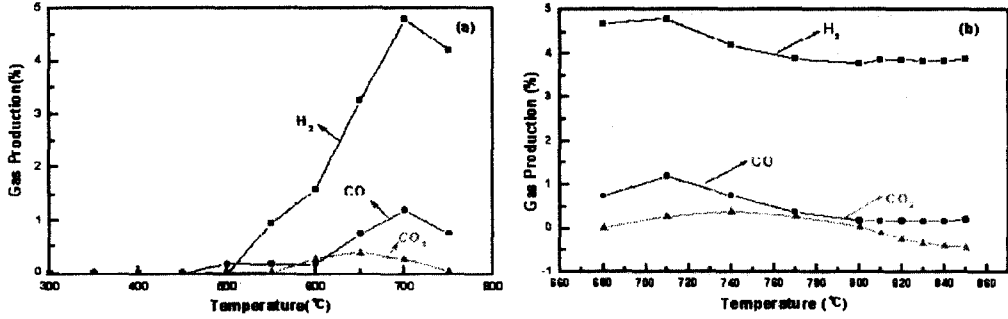 5
4
3
2
1
0
Gas Production(%)
(a)
H2
CO
CO2
300 400 500 600 700 800
Temperature(℃)
5
4
3
2
1
0
-1
Gas Production (%)
(b)
H2
CO
CO2
660 680 700 720 740 760 780 800 820 840 860
Temperature (℃)